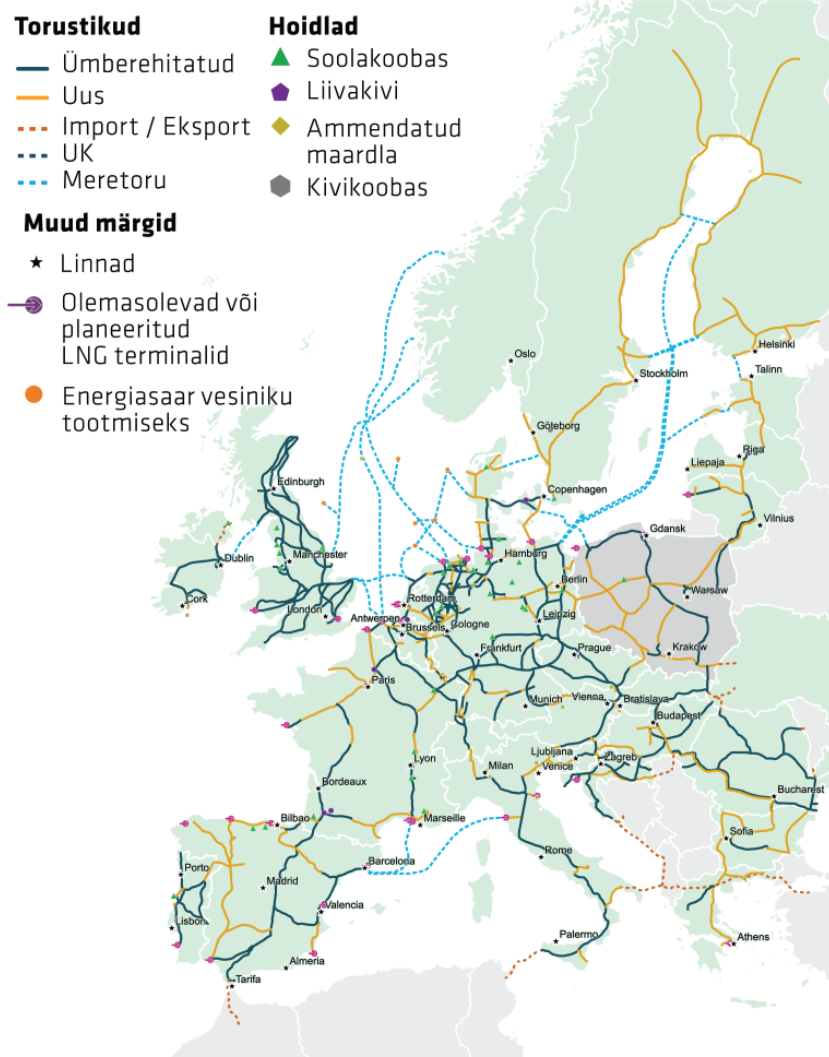 Torustikud
Ümberehitatud
Uus
Import / Eksport
UK
Meretoru
Hoidlad
Soolakoobas
Liivakivi
Ammendatud
maardla
Kivikoobas
Muud märgid
Linnad
Olemasolevad või
planeeritud
LNG terminalid
Energiasaar vesiniku
tootmiseks
Oslo
Helsinki
Stockholm
Talinn
Göteborg
Riga
Liepaja
Edinburgh
Copenhagen
Vilnius
Gdansk
Dublin
Manchester
Hamburg
Berlin
Warsaw
Cork
London
Rotterdam
Antwerpen
Brussels
Cologne
Leipzig
Frankfurt
Prague
Krakow
Paris
Munich
Vienna
Bratislava
Budapest
Lyon
Milan
Ljubljana
Venice
Zagreb
Bordeaux
Bucharest
Bilbao
Marseille
Sofia
Porto
Barcelona
Rome
Madrid
Valencia
Lisbon
Palermo
Athens
Almeria
Tarifa